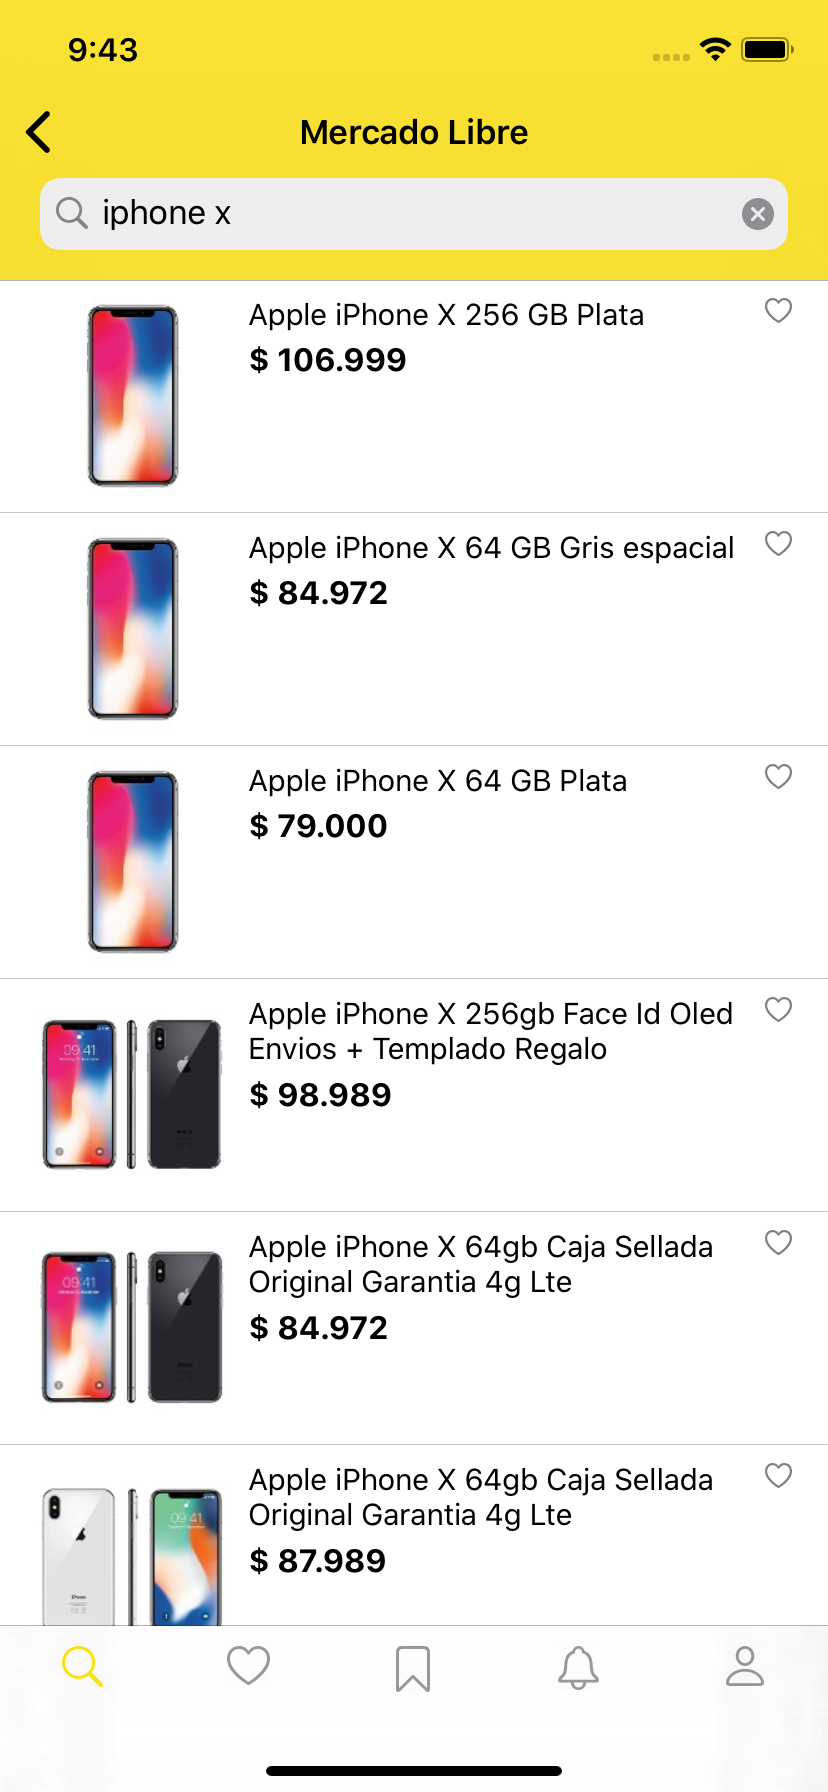 9:43
Mercado Libre
iphone x
Apple iPhone X 256 GB Plata
$ 106.999
Apple iPhone X 64 GB Gris espacial
$ 84.972
Apple iPhone X 64 GB Plata
$ 79.000
Apple iPhone X 256gb Face Id Oled
Envios + Templado Regalo
$ 98.989
09:41
Apple iPhone X 64gb Caja Sellada
Original Garantia 4g Lte
$ 84.972
09:41
Apple iPhone X 64gb Caja Sellada
Original Garantia 4g Lte
$ 87.989
09:41
iPhone